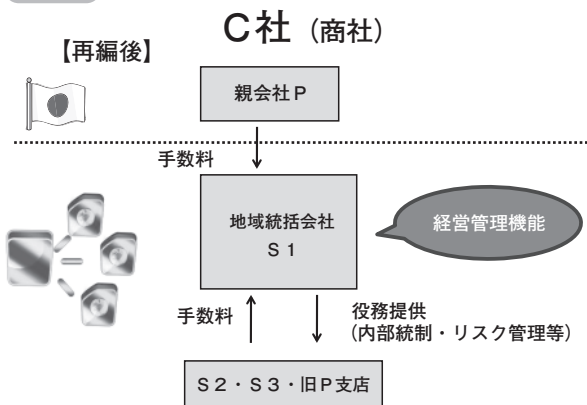 C社（商社）
【再編後】
親会社P
手数料
地域統括会社
S1
経営管理機能
手数料
役務提供
（内部統制・リスク管理等）
S2・S3・旧P支店